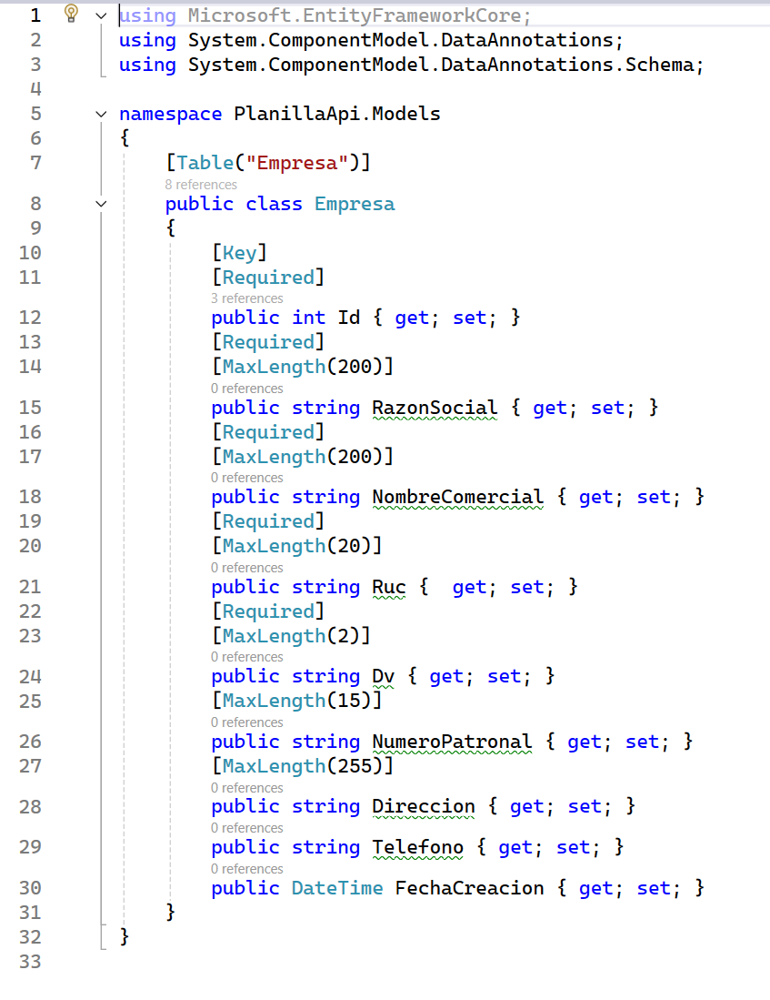 1 using Microsoft.EntityFrameworkCore;
2 using System.ComponentModel.DataAnnotations;
3 using System.ComponentModel.DataAnnotations.Schema;
4
5 namespace PlanillaApi.Models
6 {
7 [Table("Empresa")]
8 references
8 public class Empresa
9 {
10 [Key]
11 [Required]
3 references
12 public int Id { get; set; }
13 [Required]
14 [MaxLength(200)]
0 references
15 public string RazonSocial { get; set; }
16 [Required]
17 [MaxLength(200)]
0 references
18 public string NombreComercial { get; set; }
19 [Required]
20 [MaxLength(20)]
0 references
21 public string Ruc {  get; set; }
22 [Required]
23 [MaxLength(2)]
0 references
24 public string Dv { get; set; }
25 [MaxLength(15)]
0 references
26 public string NumeroPatronal { get; set; }
27 [MaxLength(255)]
0 references
28 public string Direccion { get; set; }
0 references
29 public string Telefono { get; set; }
0 references
30 public DateTime FechaCreacion { get; set; }
31 }
32 }
33